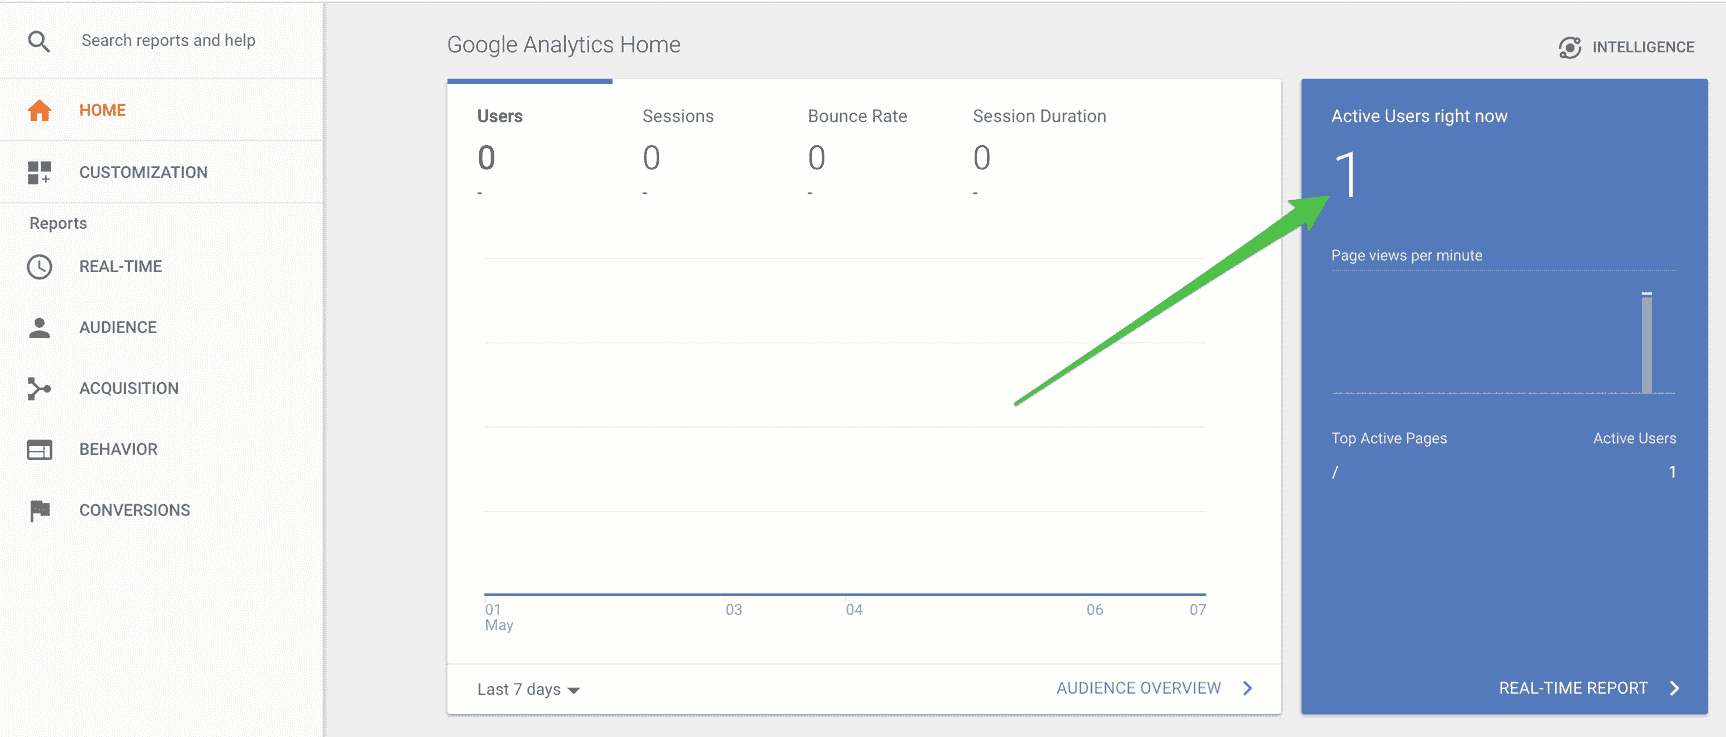 Search reports and help
HOME
CUSTOMIZATION
Reports
REAL-TIME
AUDIENCE
ACQUISITION
BEHAVIOR
CONVERSIONS
Google Analytics Home
INTELLIGENCE
Users Sessions Bounce Rate Session Duration
0 0 0 0
- - - -
01 03 04 06 07
May
Last 7 days
AUDIENCE OVERVIEW
Active Users right now
1
Page views per minute
Top Active Pages Active Users
/ 1
REAL-TIME REPORT